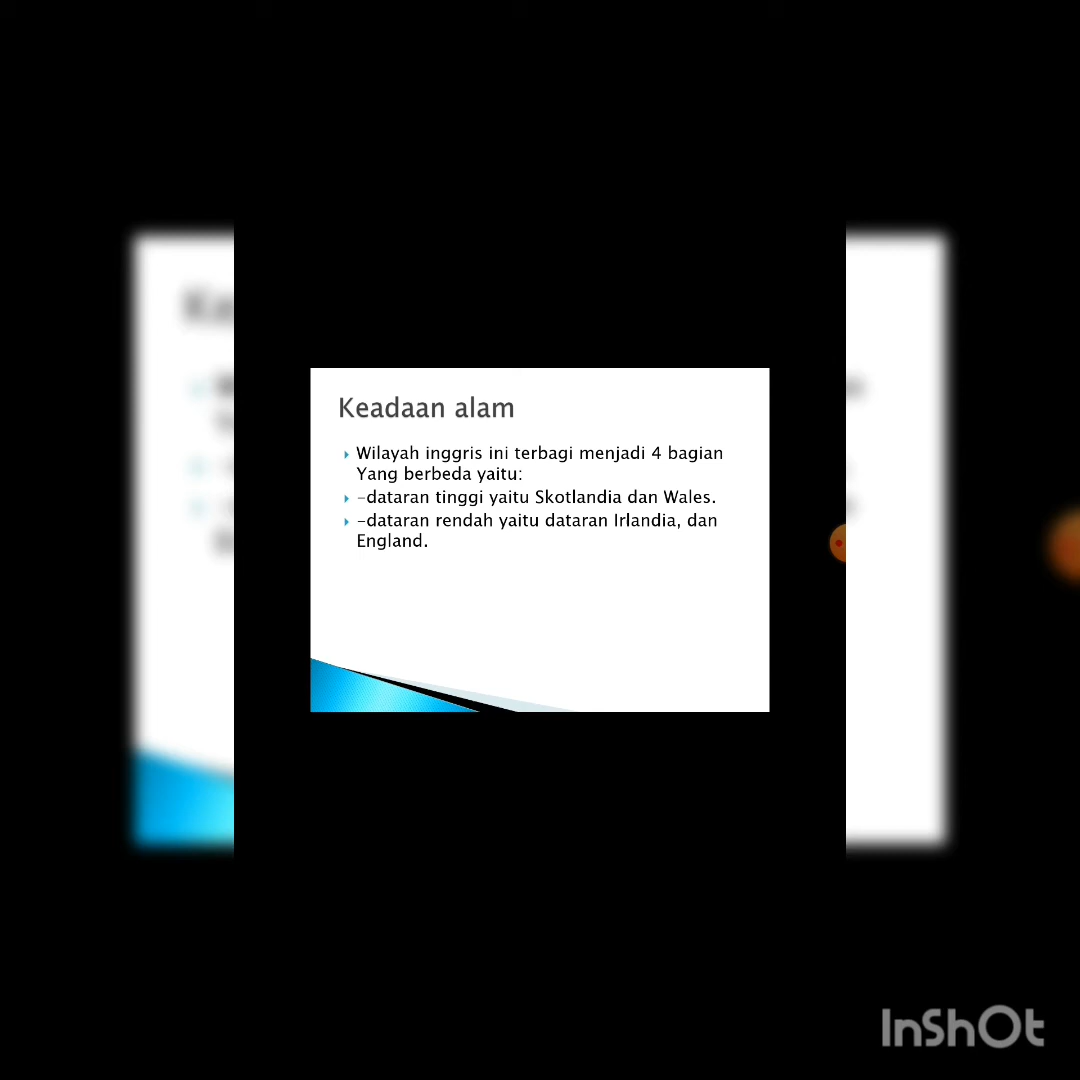 Keadaan alam
Wilayah inggris ini terbagi menjadi 4 bagian
Yang berbeda yaitu:
-dataran tinggi yaitu Skotlandia dan Wales.
-dataran rendah yaitu dataran Irlandia, dan
England.
InShOt